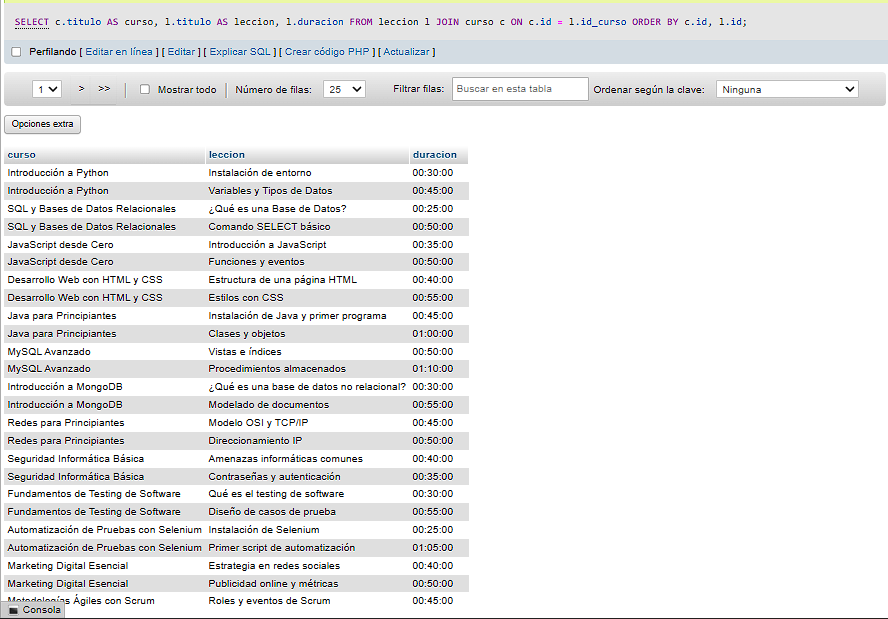 SELECT c.titulo AS curso, l.titulo AS leccion, l.duracion FROM leccion l JOIN curso c ON c.id = l.id_curso ORDER BY c.id, l.id;
Perfilando [ Editar en línea ] [ Editar ] [ Explicar SQL ] [ Crear código PHP ] [ Actualizar ]
1 > >> Mostrar todo Número de filas: 25 Filtrar filas: Buscar en esta tabla Ordenar según la clave: Ninguna
Opciones extra
curso leccion duracion
Introducción a Python Instalación de entorno 00:30:00
Introducción a Python Variables y Tipos de Datos 00:45:00
SQL y Bases de Datos Relacionales ¿Qué es una Base de Datos? 00:25:00
SQL y Bases de Datos Relacionales Comando SELECT básico 00:50:00
JavaScript desde Cero Introducción a JavaScript 00:35:00
JavaScript desde Cero Funciones y eventos 00:50:00
Desarrollo Web con HTML y CSS Estructura de una página HTML 00:40:00
Desarrollo Web con HTML y CSS Estilos con CSS 00:55:00
Java para Principiantes Instalación de Java y primer programa 00:45:00
Java para Principiantes Clases y objetos 01:00:00
MySQL Avanzado Vistas e índices 00:50:00
MySQL Avanzado Procedimientos almacenados 01:10:00
Introducción a MongoDB ¿Qué es una base de datos no relacional? 00:30:00
Introducción a MongoDB Modelado de documentos 00:55:00
Redes para Principiantes Modelo OSI y TCP/IP 00:45:00
Redes para Principiantes Direccionamiento IP 00:50:00
Seguridad Informática Básica Amenazas informáticas comunes 00:40:00
Seguridad Informática Básica Contraseñas y autenticación 00:35:00
Fundamentos de Testing de Software Qué es el testing de software 00:30:00
Fundamentos de Testing de Software Diseño de casos de prueba 00:55:00
Automatización de Pruebas con Selenium Instalación de Selenium 00:25:00
Automatización de Pruebas con Selenium Primer script de automatización 01:05:00
Marketing Digital Esencial Estrategia en redes sociales 00:40:00
Marketing Digital Esencial Publicidad online y métricas 00:50:00
Metodologías Ágiles con Scrum Roles y eventos de Scrum 00:45:00
Consola